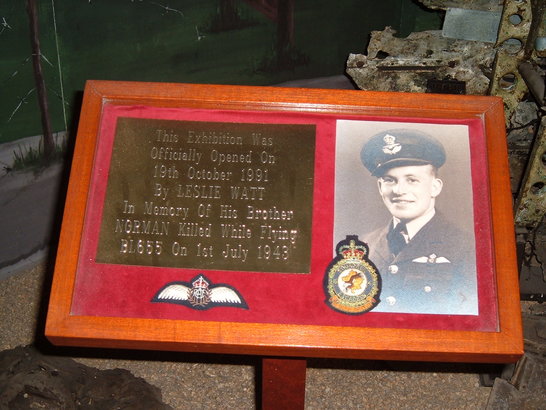 This Exhibition Was
Officially Opened On
19th October 1991
By LESLIE WATT
In Memory Of His Brother
NORMAN Killed While Flying
BL655 On 1st July 1943